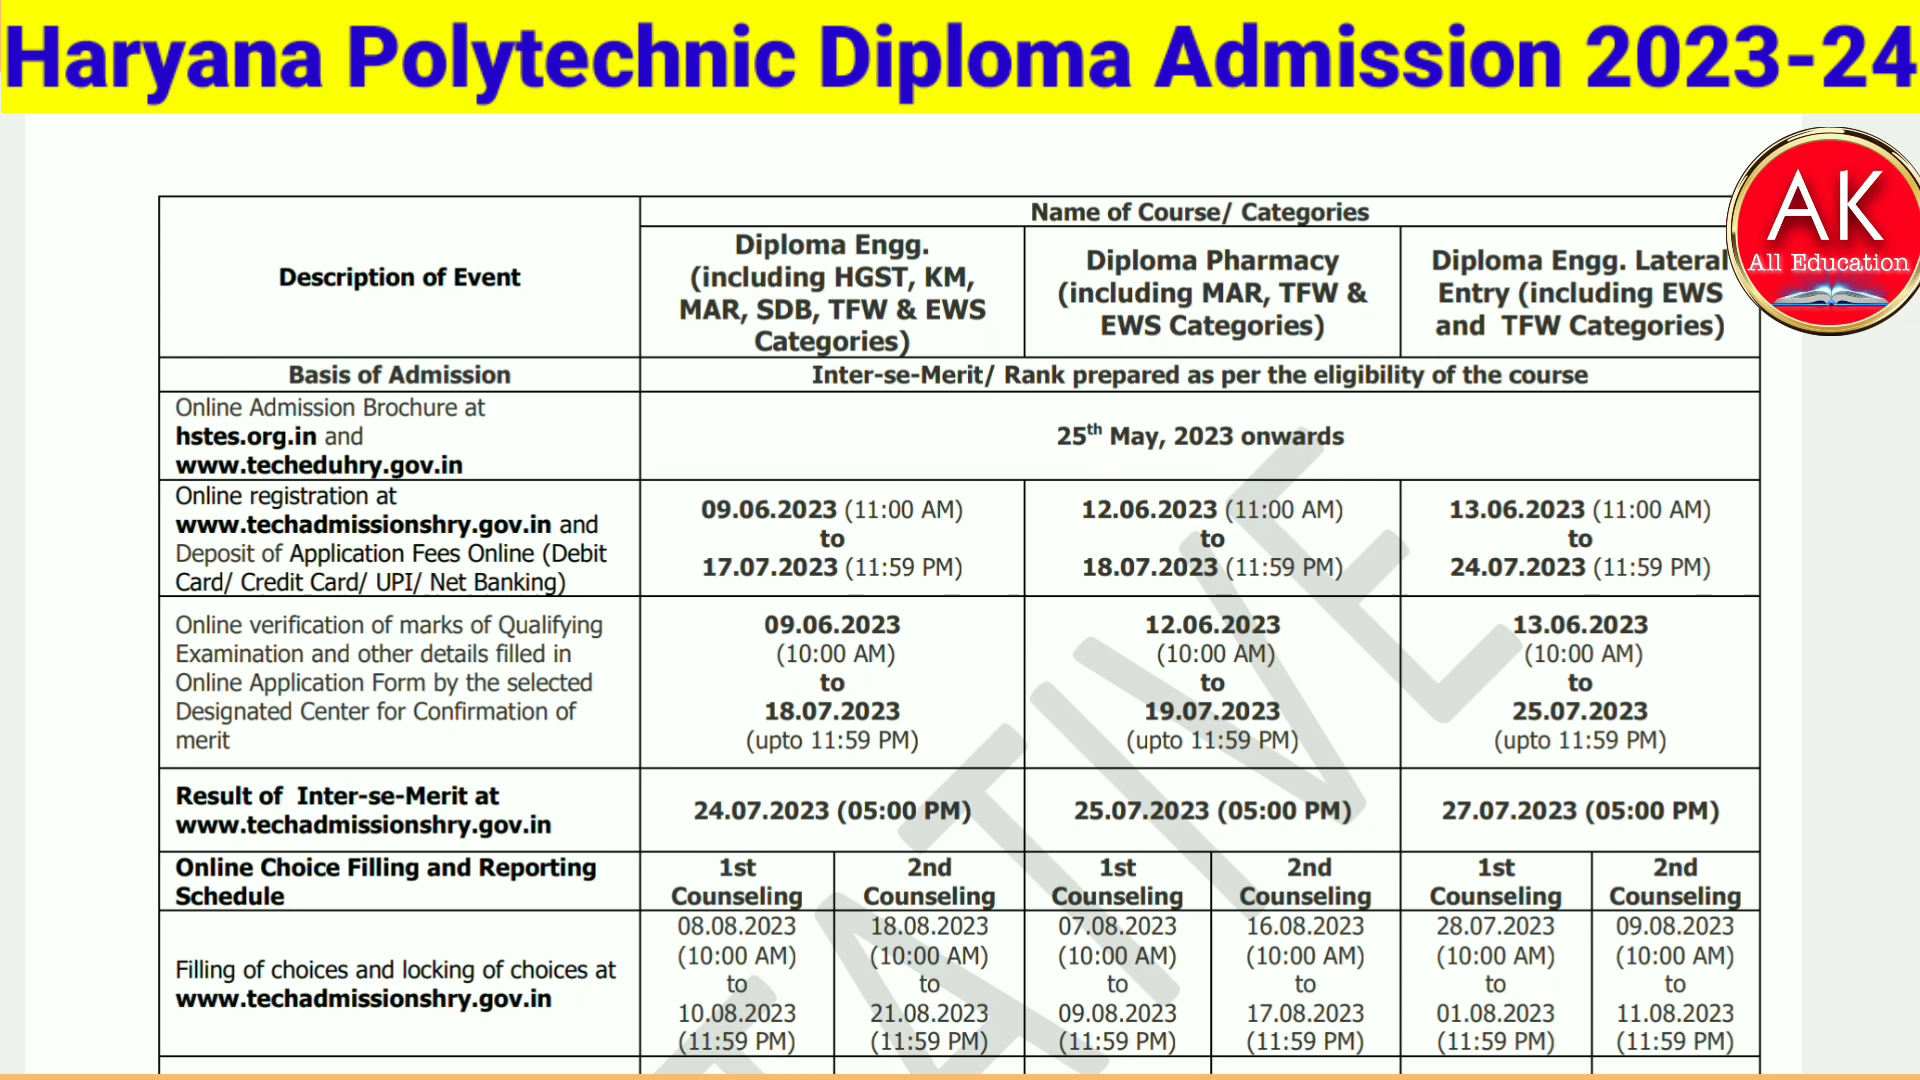 Haryana Polytechnic Diploma Admission 2023-24
AK
All Education
Description of Event
Name of Course/ Categories
Diploma Engg.
(including HGST, KM,
MAR, SDB, TFW & EWS
Categories)
Diploma Pharmacy
(including MAR, TFW &
EWS Categories)
Diploma Engg. Lateral
Entry (including EWS
and TFW Categories)
Basis of Admission
Inter-se-Merit/ Rank prepared as per the eligibility of the course
Online Admission Brochure at
hstes.org.in and
www.techeduhry.gov.in
25th May, 2023 onwards
Online registration at
www.techadmissionshry.gov.in and
Deposit of Application Fees Online (Debit
Card/ Credit Card/ UPI/ Net Banking)
09.06.2023 (11:00 AM)
to
17.07.2023 (11:59 PM)
12.06.2023 (11:00 AM)
to
18.07.2023 (11:59 PM)
13.06.2023 (11:00 AM)
to
24.07.2023 (11:59 PM)
Online verification of marks of Qualifying
Examination and other details filled in
Online Application Form by the selected
Designated Center for Confirmation of
merit
09.06.2023
(10:00 AM)
to
18.07.2023
(upto 11:59 PM)
12.06.2023
(10:00 AM)
to
19.07.2023
(upto 11:59 PM)
13.06.2023
(10:00 AM)
to
25.07.2023
(upto 11:59 PM)
Result of Inter-se-Merit at
www.techadmissionshry.gov.in
24.07.2023 (05:00 PM)
25.07.2023 (05:00 PM)
27.07.2023 (05:00 PM)
Online Choice Filling and Reporting
Schedule
1st
Counseling
2nd
Counseling
1st
Counseling
2nd
Counseling
1st
Counseling
2nd
Counseling
Filling of choices and locking of choices at
www.techadmissionshry.gov.in
08.08.2023
(10:00 AM)
to
10.08.2023
(11:59 PM)
18.08.2023
(10:00 AM)
to
21.08.2023
(11:59 PM)
07.08.2023
(10:00 AM)
to
09.08.2023
(11:59 PM)
16.08.2023
(10:00 AM)
to
17.08.2023
(11:59 PM)
28.07.2023
(10:00 AM)
to
01.08.2023
(11:59 PM)
09.08.2023
(10:00 AM)
to
11.08.2023
(11:59 PM)
TATIVE